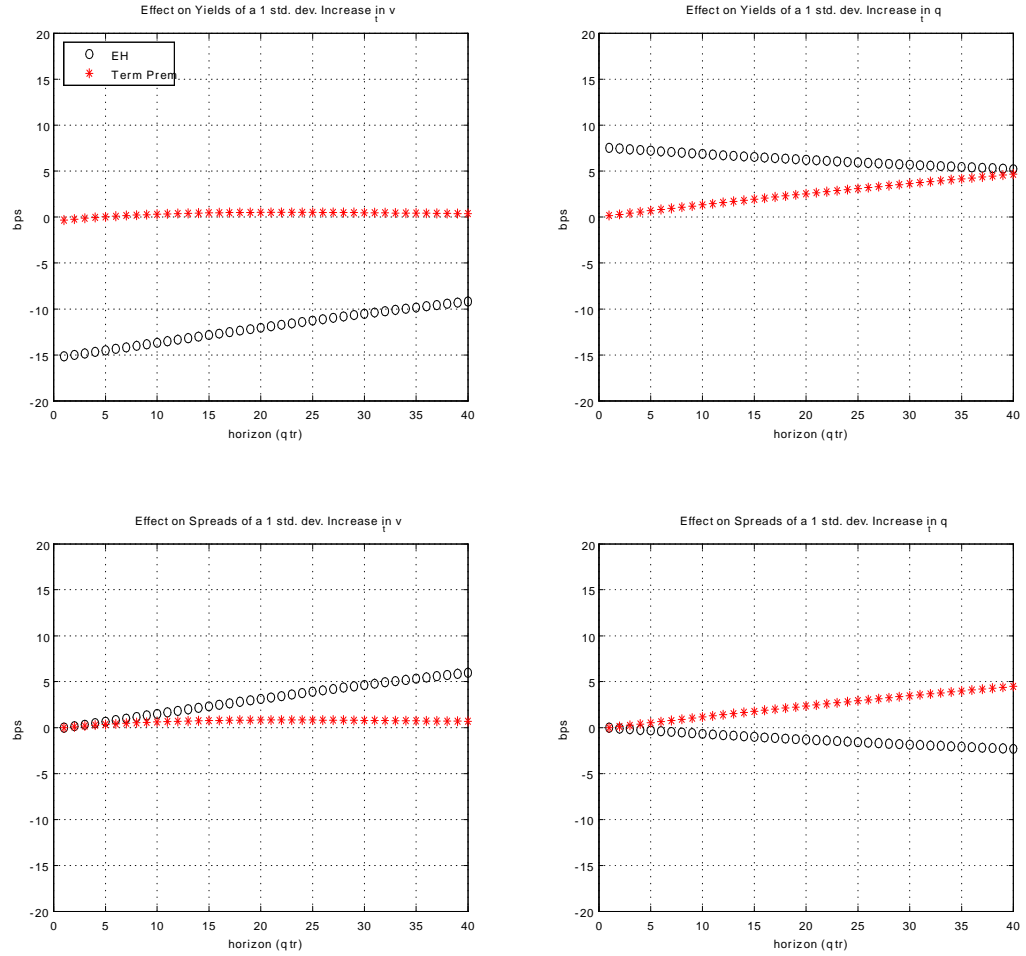 Effect on Yields of a 1 std. dev. Increase in v_t
20
15
10
5
0
-5
-10
-15
-20
bps
EH
Term Prem
0 5 10 15 20 25 30 35 40
horizon (qtr)
Effect on Yields of a 1 std. dev. Increase in q_t
20
15
10
5
0
-5
-10
-15
-20
bps
0 5 10 15 20 25 30 35 40
horizon (qtr)
Effect on Spreads of a 1 std. dev. Increase in v_t
20
15
10
5
0
-5
-10
-15
-20
bps
0 5 10 15 20 25 30 35 40
horizon (qtr)
Effect on Spreads of a 1 std. dev. Increase in q_t
20
15
10
5
0
-5
-10
-15
-20
bps
0 5 10 15 20 25 30 35 40
horizon (qtr)